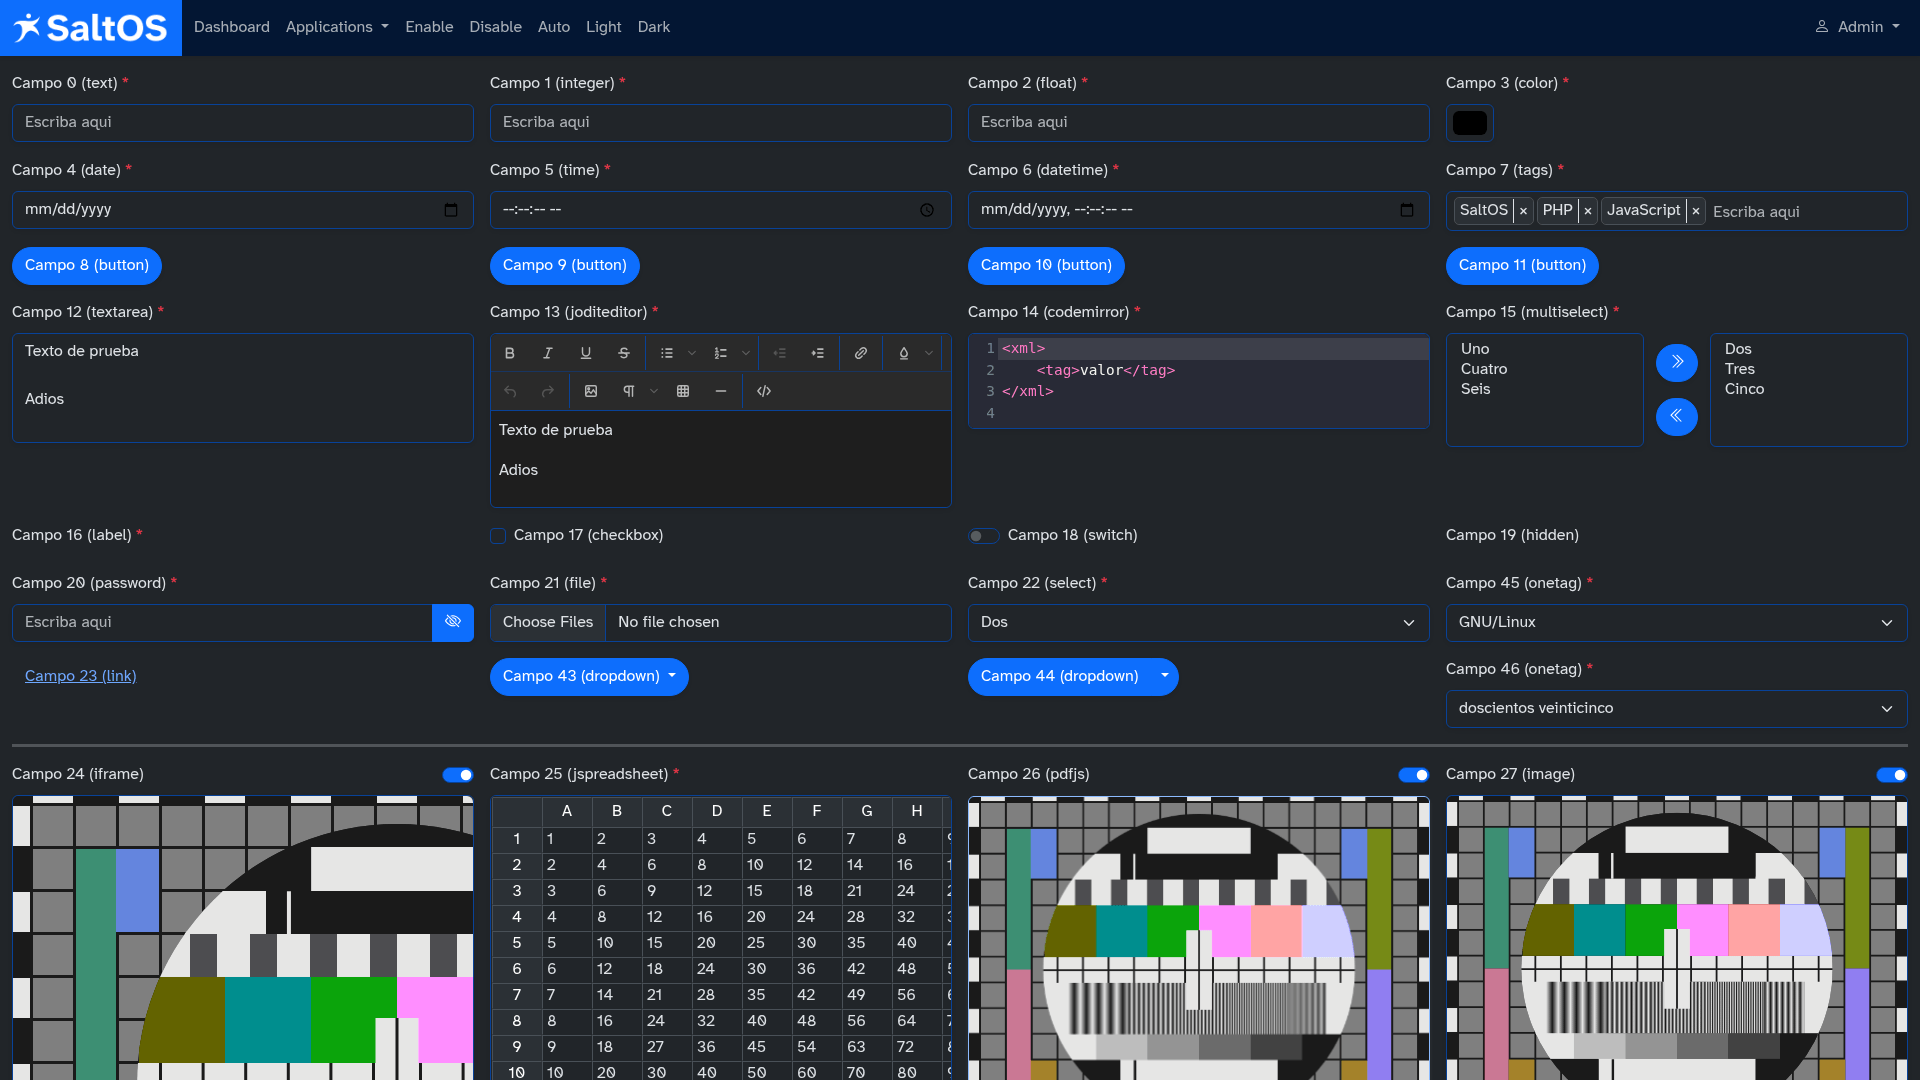 SaltOS Dashboard Applications Enable Disable Auto Light Dark Admin
Campo 0 (text) * Campo 1 (integer) * Campo 2 (float) * Campo 3 (color) *
Escriba aqui Escriba aqui Escriba aqui
Campo 4 (date) * Campo 5 (time) * Campo 6 (datetime) * Campo 7 (tags) *
mm/dd/yyyy --:--:-- -- mm/dd/yyyy, --:--:-- -- SaltOS × PHP × JavaScript × Escriba aqui
Campo 8 (button) Campo 9 (button) Campo 10 (button) Campo 11 (button)
Campo 12 (textarea) * Campo 13 (joditeditor) * Campo 14 (codemirror) * Campo 15 (multiselect) *
Texto de prueba
Adios
B I U S
Texto de prueba
Adios
1 <xml>
2 <tag>valor</tag>
3 </xml>
4
Uno
Cuatro
Seis
Dos
Tres
Cinco
Campo 16 (label) * Campo 17 (checkbox) Campo 18 (switch) Campo 19 (hidden)
Campo 20 (password) * Campo 21 (file) * Campo 22 (select) * Campo 45 (onetag) *
Escriba aqui Choose Files No file chosen Dos GNU/Linux
Campo 23 (link) Campo 43 (dropdown) Campo 44 (dropdown) Campo 46 (onetag) *
doscientos veinticinco
Campo 24 (iframe) Campo 25 (jspreadsheet) * Campo 26 (pdfjs) Campo 27 (image)
A B C D E F G H
1 1 2 3 4 5 6 7 8
2 2 4 6 8 10 12 14 16
3 3 6 9 12 15 18 21 24
4 4 8 12 16 20 24 28 32
5 5 10 15 20 25 30 35 40
6 6 12 18 24 30 36 42 48
7 7 14 21 28 35 42 49 56
8 8 16 24 32 40 48 56 64
9 9 18 27 36 45 54 63 72
10 10 20 30 40 50 60 70 80